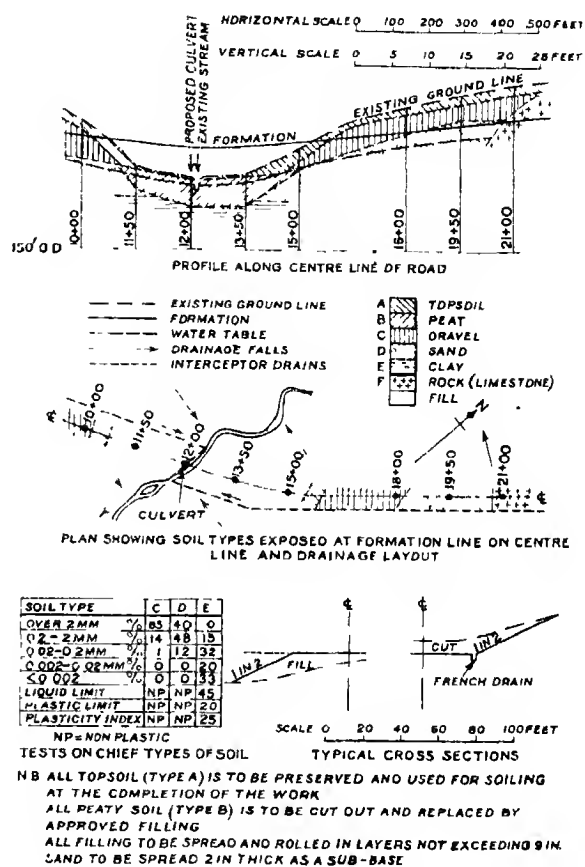 HORIZONTAL SCALE 0 100 200 300 400 500 FEET
VERTICAL SCALE 0 5 10 15 20 25 FEET
PROPOSED CULVERT
EXISTING STREAM
EXISTING GROUND LINE
FORMATION
150' O D
10+00
11+50
12+00
13+50
15+00
16+00
19+50
21+00
PROFILE ALONG CENTRE LINE OF ROAD
EXISTING GROUND LINE
FORMATION
WATER TABLE
DRAINAGE FALLS
INTERCEPTOR DRAINS
A TOPSOIL
B PEAT
C GRAVEL
D SAND
E CLAY
F ROCK (LIMESTONE)
FILL
10+00
11+50
12+00
13+50
15+00
18+00
19+50
21+00
N
CULVERT
PLAN SHOWING SOIL TYPES EXPOSED AT FORMATION LINE ON CENTRE
LINE AND DRAINAGE LAYOUT
SOIL TYPE C D E
OVER 2MM % 85 40 0
0.2-2MM % 14 48 15
0.02-0.2MM % 1 12 32
0.002-0.02MM % 0 0 20
<0.002 % 0 0 33
LIQUID LIMIT NP NP 45
PLASTIC LIMIT NP NP 20
PLASTICITY INDEX NP NP 25
NP=NON PLASTIC
TESTS ON CHIEF TYPES OF SOIL
1 IN 2
FILL
CUT
1 IN 2
FRENCH DRAIN
SCALE 0 20 40 60 80 100 FEET
TYPICAL CROSS SECTIONS
N B ALL TOPSOIL (TYPE A) IS TO BE PRESERVED AND USED FOR SOILING
AT THE COMPLETION OF THE WORK
ALL PEATY SOIL (TYPE B) IS TO BE CUT OUT AND REPLACED BY
APPROVED FILLING
ALL FILLING TO BE SPREAD AND ROLLED IN LAYERS NOT EXCEEDING 9 IN.
SAND TO BE SPREAD 2 IN THICK AS A SUB-BASE